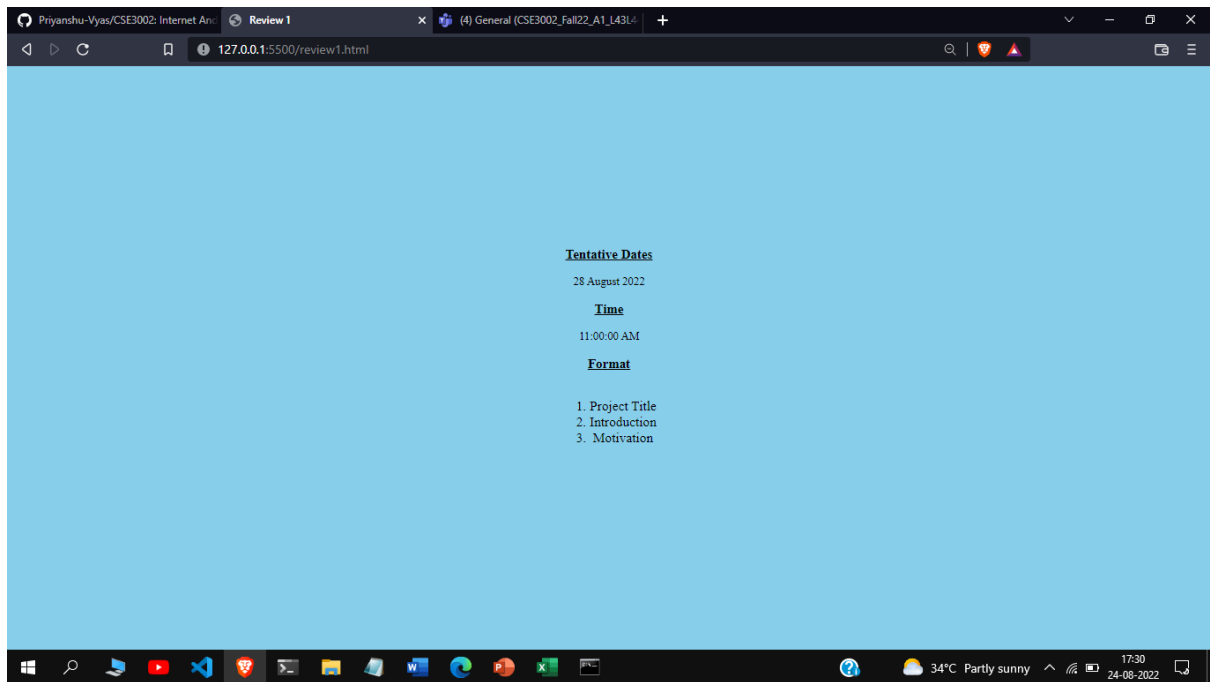 Priyanshu-Vyas/CSE3002: Internet And
Review 1
(4) General (CSE3002_Fall22_A1_L43L4
127.0.0.1:5500/review1.html
Tentative Dates
28 August 2022
Time
11:00:00 AM
Format
1. Project Title
2. Introduction
3. Motivation
34°C Partly sunny
17:30
24-08-2022